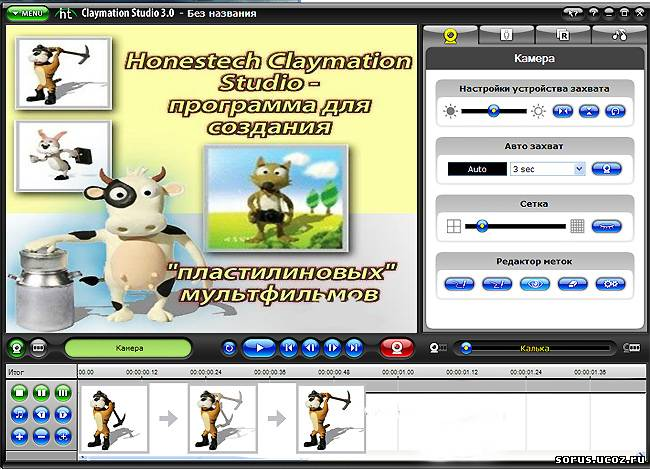 MENU
ht Claymation Studio 3.0 - Без названия
Honestech Claymation
Studio -
программа для
создания
"пластилиновых"
мультфильмов
Камера
Настройки устройства захвата
Авто захват
Auto
3 sec
Сетка
Редактор меток
Камера
Калька
Итог
00.00
00:00:00.12
00:00:00.24
00:00:00.36
00:00:00.48
00:00:01.00
00:00:01.12
00:00:01.24
00:00:01.36
sorus.ucoz.ru